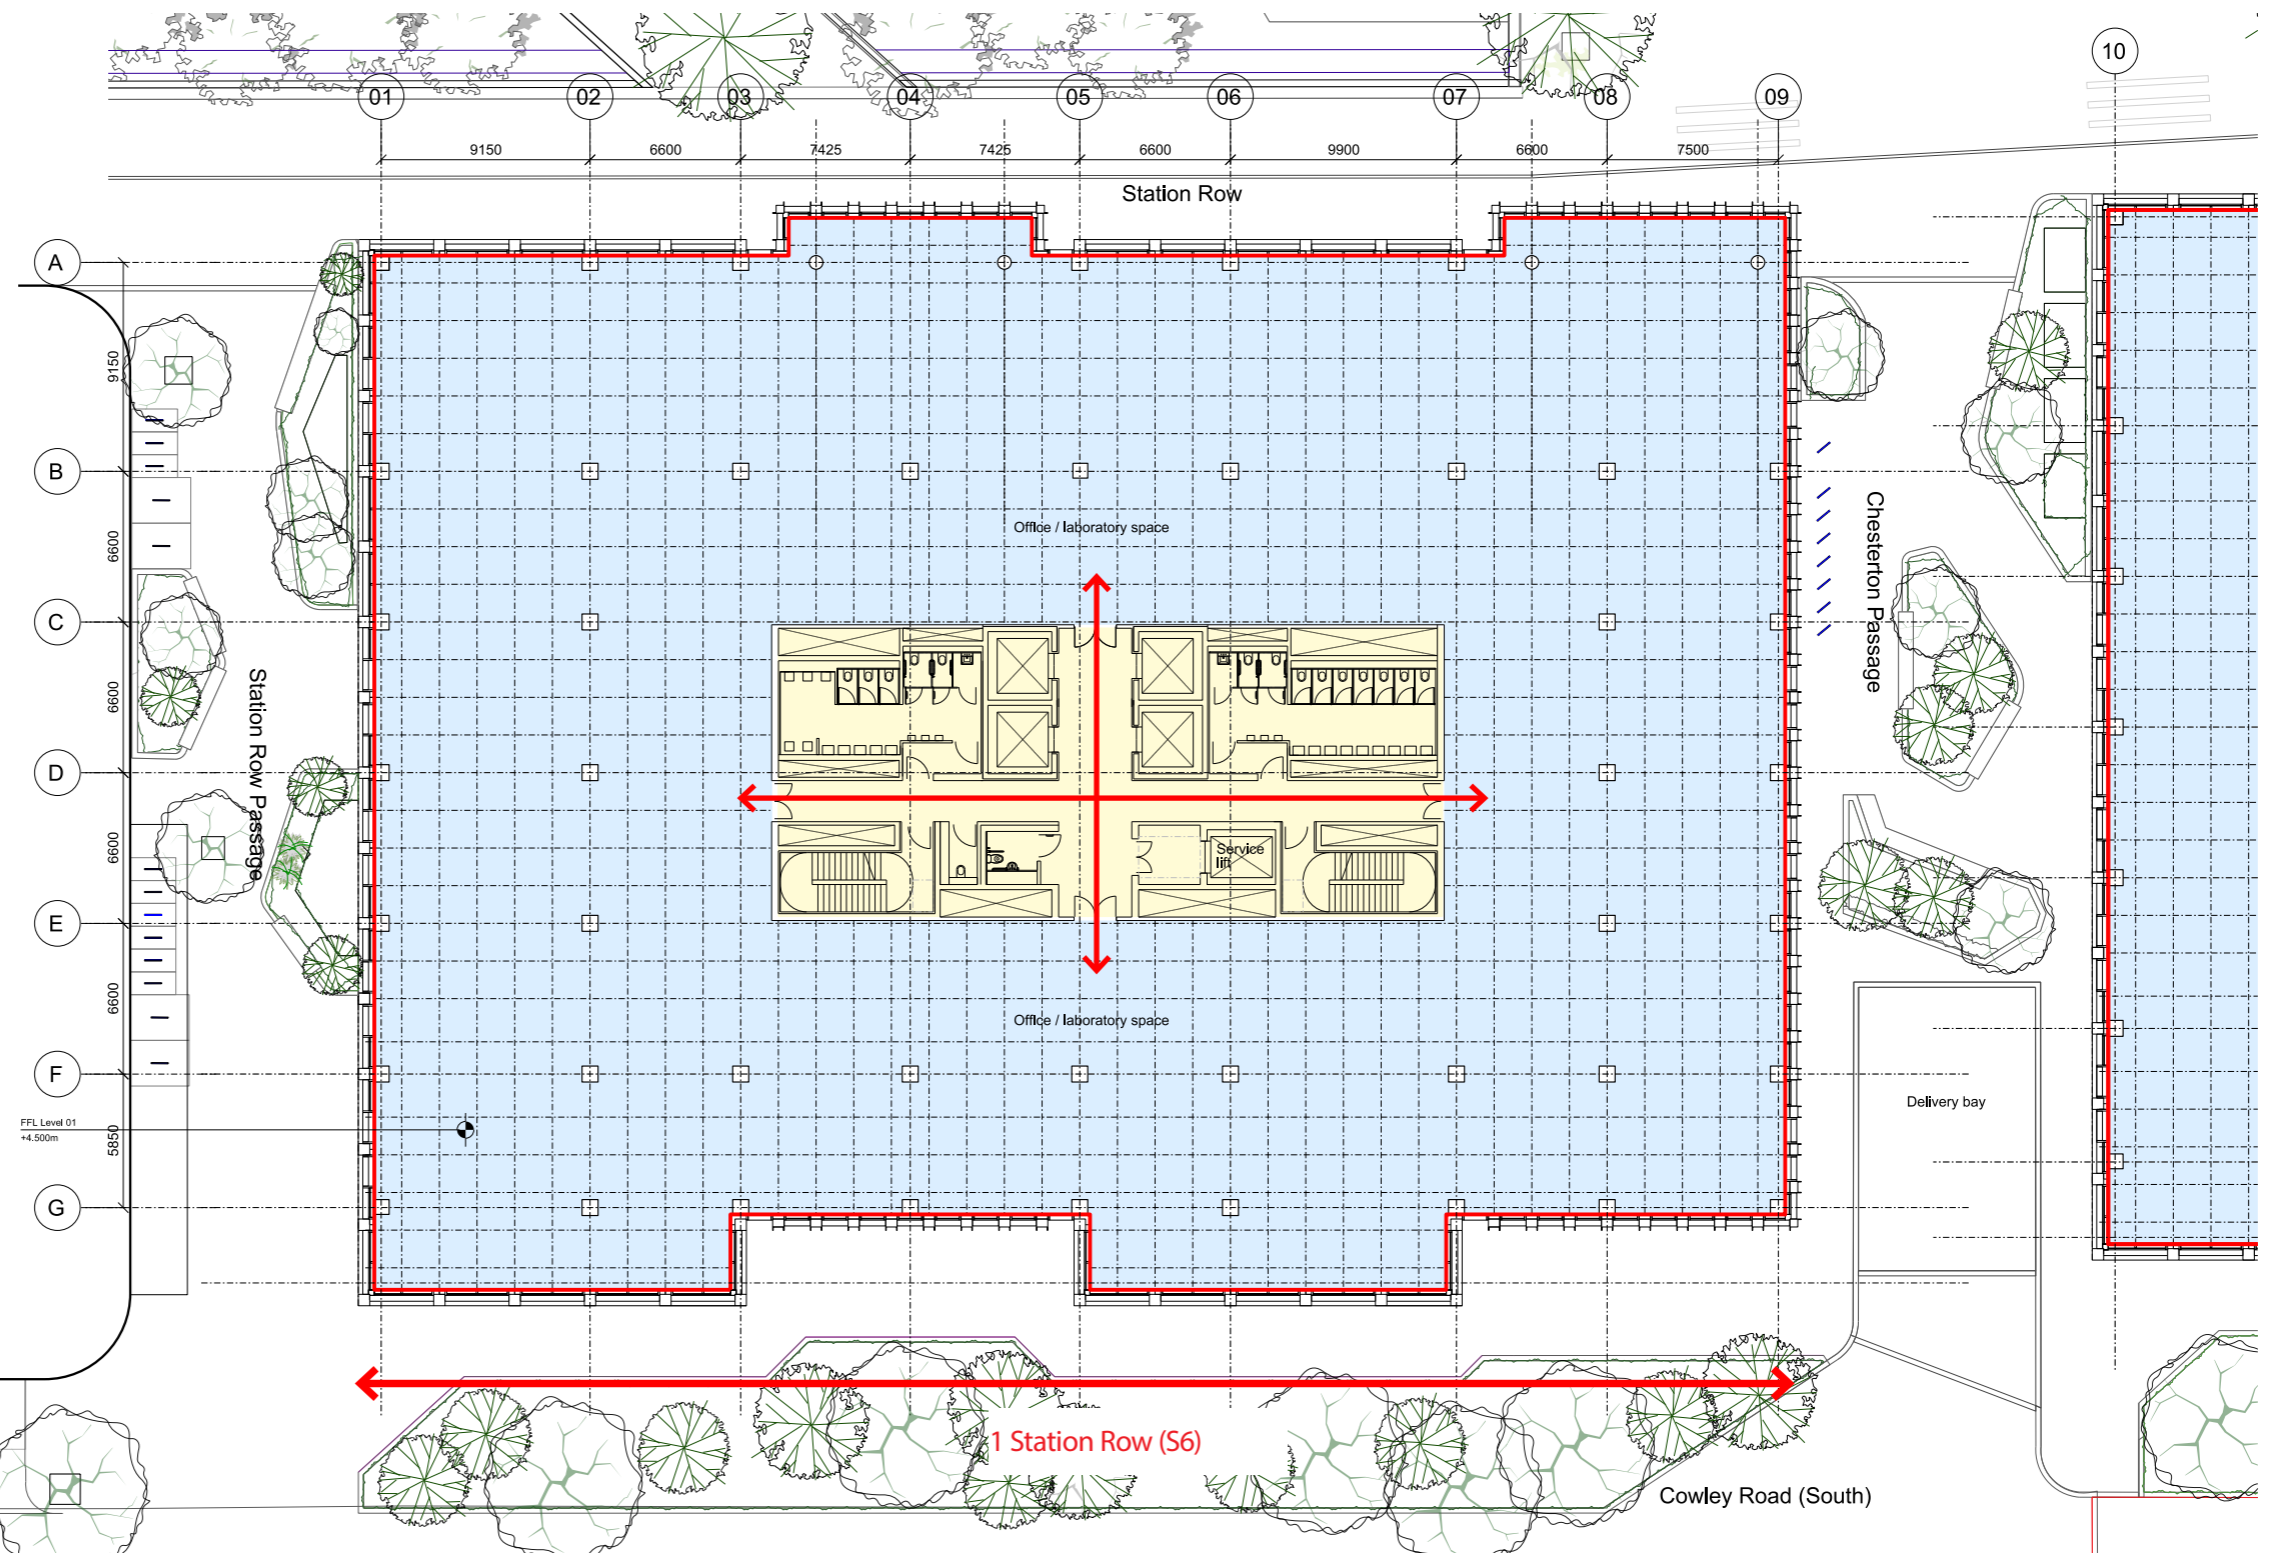 10
01
02
03
04
05
06
07
08
09
9150
6600
7425
7425
6600
9900
6600
7500
Station Row
A
9150
B
6600
Office / laboratory space
Chesterton Passage
C
6600
Station Row Passage
D
6600
Service
lift
E
6600
Office / laboratory space
F
Delivery bay
FFL Level 01
+4.500m
5850
G
1 Station Row (S6)
Cowley Road (South)